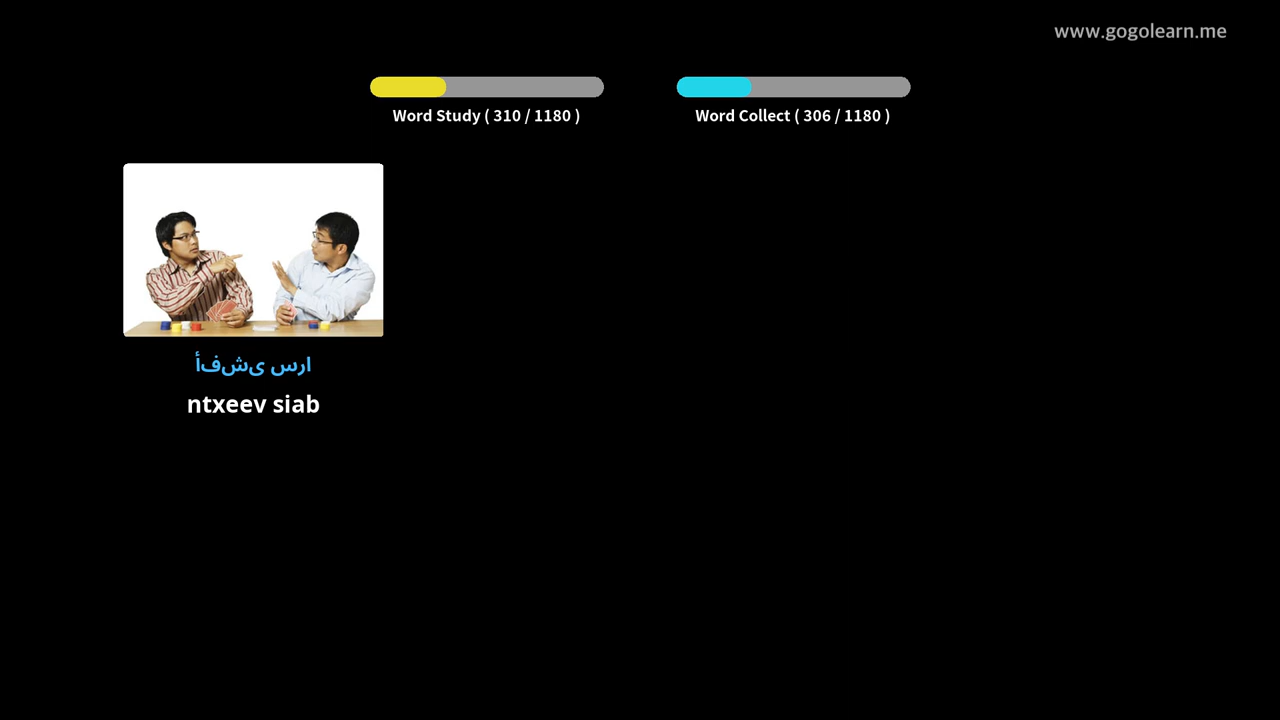 www.gogolearn.me
Word Study ( 310 / 1180 )
Word Collect ( 306 / 1180 )
ارس ىشفأ
ntxeev siab